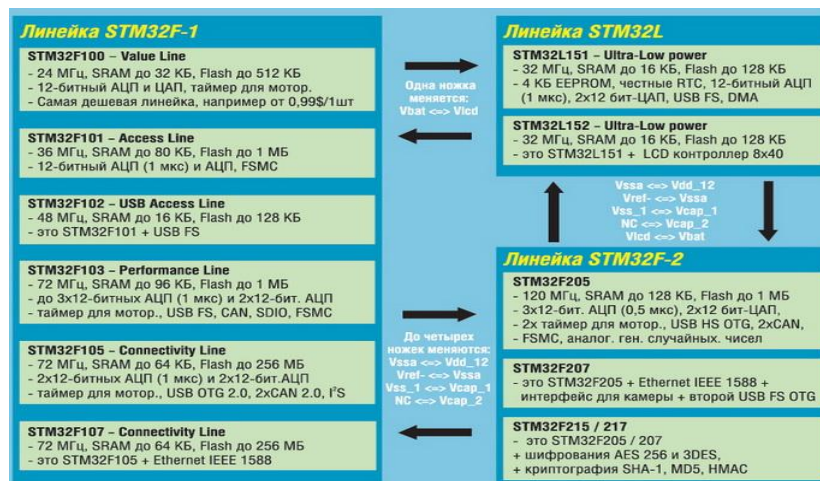 Линейка STM32F-1
STM32F100 – Value Line
- 24 МГц, SRAM до 32 КБ, Flash до 512 КБ
- 12-битный АЦП и ЦАП, таймер для мотор.
- Самая дешевая линейка, например от 0,99$/1шт
STM32F101 – Access Line
- 36 МГц, SRAM до 80 КБ, Flash до 1 МБ
- 12-битный АЦП (1 мкс) и АЦП, FSMC
STM32F102 – USB Access Line
- 48 МГц, SRAM до 16 КБ, Flash до 128 КБ
- это STM32F101 + USB FS
STM32F103 – Performance Line
- 72 МГц, SRAM до 96 КБ, Flash до 1 МБ
- до 3х12-битных АЦП (1 мкс) и 2х12-бит. АЦП
- таймер для мотор., USB FS, CAN, SDIO, FSMC
STM32F105 – Connectivity Line
- 72 МГц, SRAM до 64 КБ, Flash до 256 МБ
- 2х12-битных АЦП (1 мкс) и 2х12-бит.АЦП
- таймер для мотор., USB OTG 2.0, 2xCAN 2.0, I²S
STM32F107 – Connectivity Line
- 72 МГц, SRAM до 64 КБ, Flash до 256 МБ
- это STM32F105 + Ethernet IEEE 1588
Одна ножка
меняется:
Vbat <=> Vlcd
До четырех
ножек меняются:
Vssa <=> Vdd_12
Vref- <=> Vssa
Vss_1 <=> Vcap_1
NC <=> Vcap_2
Линейка STM32L
STM32L151 – Ultra-Low power
- 32 МГц, SRAM до 16 КБ, Flash до 128 КБ
- 4 КБ EEPROM, честные RTC, 12-битный АЦП
(1 мкс), 2х12 бит-ЦАП, USB FS, DMA
STM32L152 – Ultra-Low power
- 32 МГц, SRAM до 16 КБ, Flash до 128 КБ
- это STM32L151 + LCD контроллер 8х40
Vssa <=> Vdd_12
Vref- <=> Vssa
Vss_1 <=> Vcap_1
NC <=> Vcap_2
Vlcd <=> Vbat
Линейка STM32F-2
STM32F205
- 120 МГц, SRAM до 128 КБ, Flash до 1 МБ
- 3х12-бит. АЦП (0,5 мкс), 2х12 бит-ЦАП,
- 2х таймер для мотор., USB HS OTG, 2xCAN,
- FSMC, аналог. ген. случайных. чисел
STM32F207
- это STM32F205 + Ethernet IEEE 1588 +
интерфейс для камеры + второй USB FS OTG
STM32F215 / 217
- это STM32F205 / 207
+ шифрования AES 256 и 3DES,
+ криптография SHA-1, MD5, HMAC